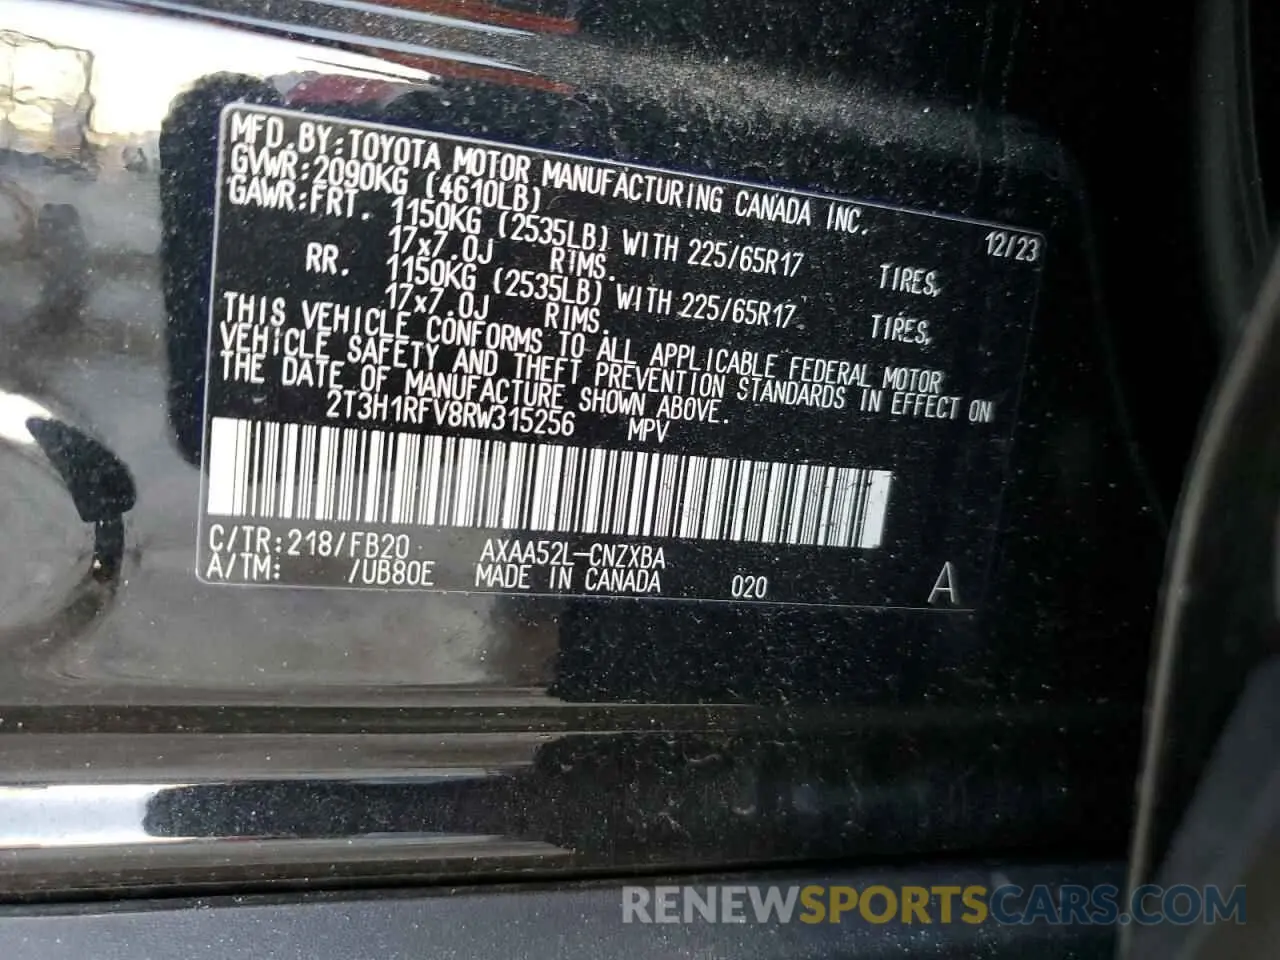 MFD.BY:TOYOTA MOTOR MANUFACTURING CANADA INC.
GVWR:2090KG (4610LB) 12/23
GAWR:FRT. 1150KG (2535LB) WITH 225/65R17 TIRES,
17x7.0J RIMS.
RR. 1150KG (2535LB) WITH 225/65R17 TIRES,
17x7.0J RIMS.
THIS VEHICLE CONFORMS TO ALL APPLICABLE FEDERAL MOTOR
VEHICLE SAFETY AND THEFT PREVENTION STANDARDS IN EFFECT ON
THE DATE OF MANUFACTURE SHOWN ABOVE.
2T3H1RFV8RW315256 MPV
C/TR:218/FB20 AXAA52L-CNZXBA
A/TM: /UB80E MADE IN CANADA 020 A
RENEWSPORTSCARS.COM